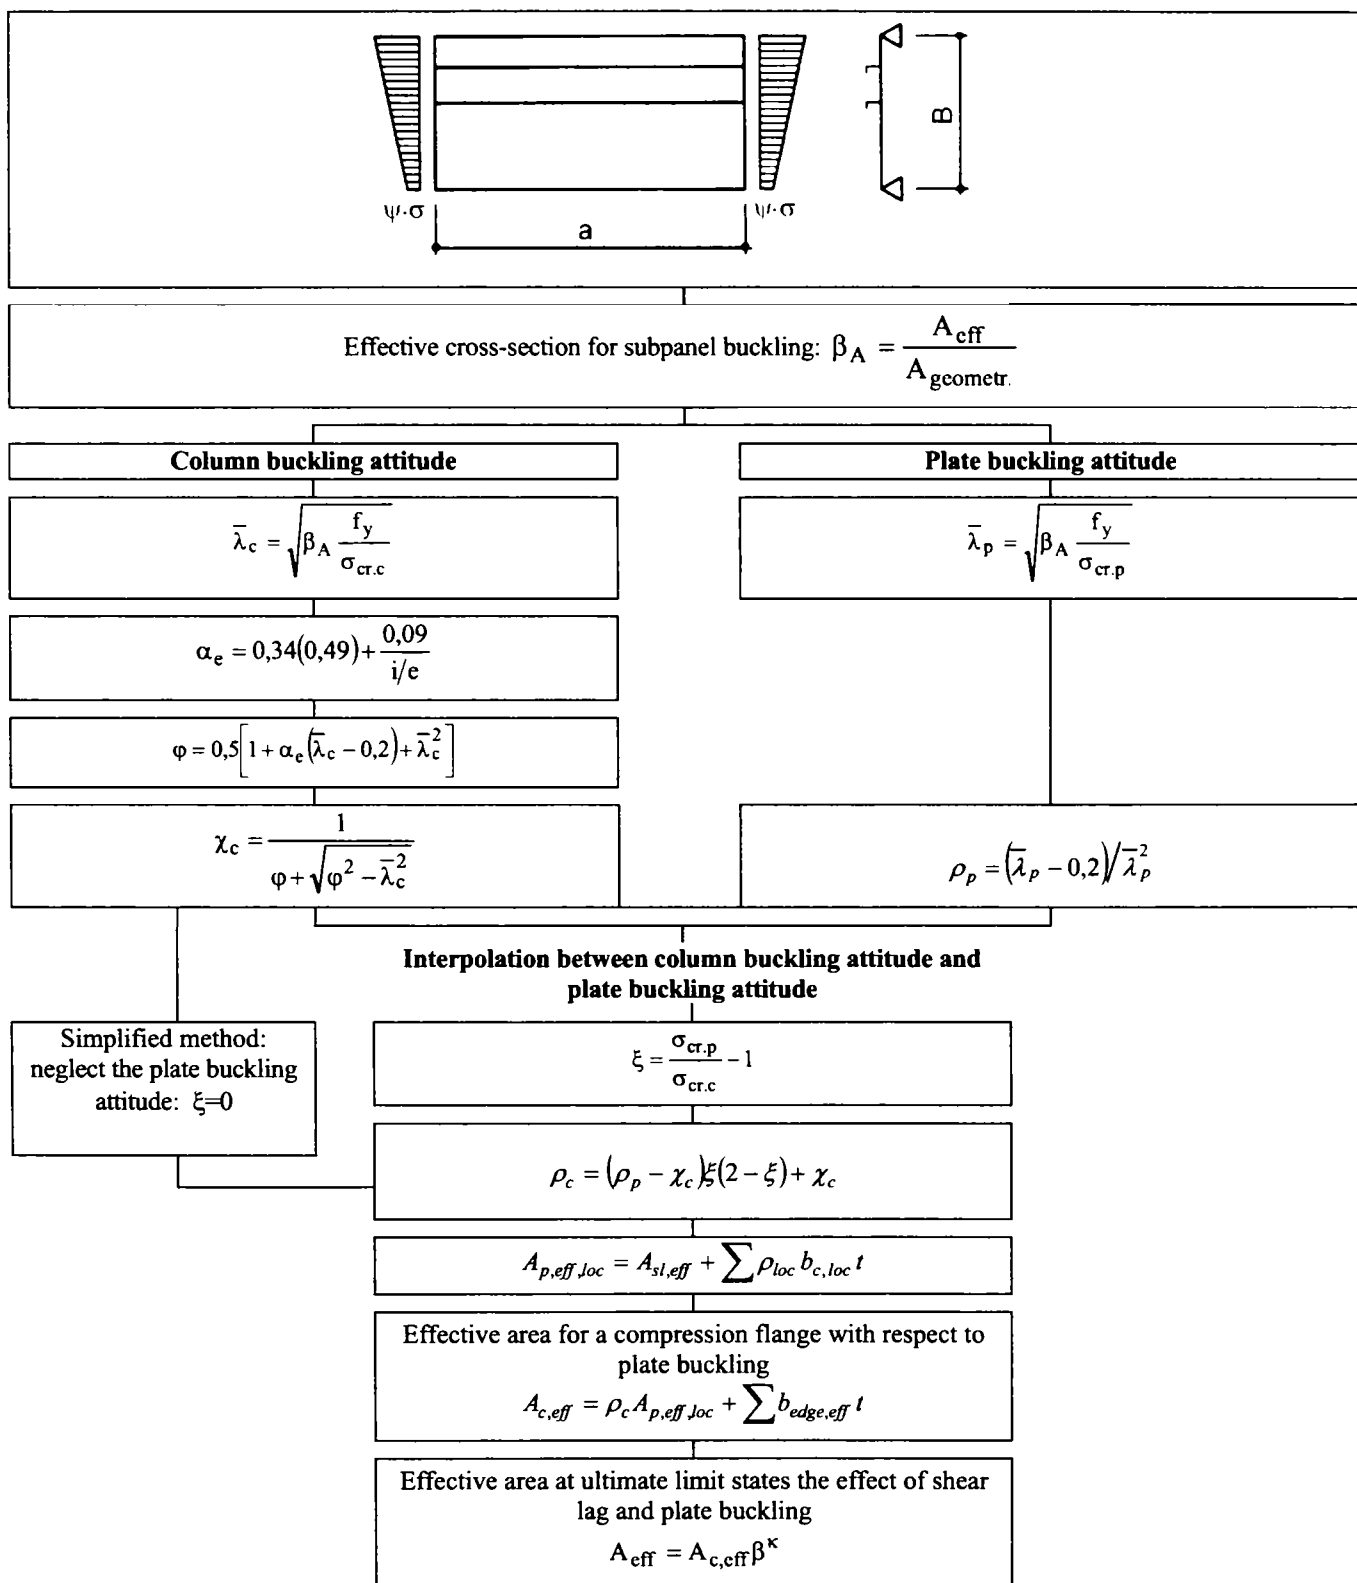 ψ·σ
ψ·σ
a
B
Effective cross-section for subpanel buckling: β_A = A_eff / A_geometr.
Column buckling attitude
Plate buckling attitude
λ̅_c = √(β_A f_y / σ_cr.c)
λ̅_p = √(β_A f_y / σ_cr.p)
α_e = 0,34(0,49) + 0,09 / (i/e)
φ = 0,5[1 + α_e(λ̅_c − 0,2) + λ̅_c²]
χ_c = 1 / (φ + √(φ² − λ̅_c²))
ρ_p = (λ̅_p − 0,2)/λ̅_p²
Interpolation between column buckling attitude and
plate buckling attitude
Simplified method:
neglect the plate buckling
attitude: ξ=0
ξ = σ_cr.p / σ_cr.c − 1
ρ_c = (ρ_p − χ_c)ξ(2 − ξ) + χ_c
A_p,eff,loc = A_sl,eff + ∑ ρ_loc b_c,loc t
Effective area for a compression flange with respect to
plate buckling
A_c,eff = ρ_c A_p,eff,loc + ∑ b_edge,eff t
Effective area at ultimate limit states the effect of shear
lag and plate buckling
A_eff = A_c,eff β^κ